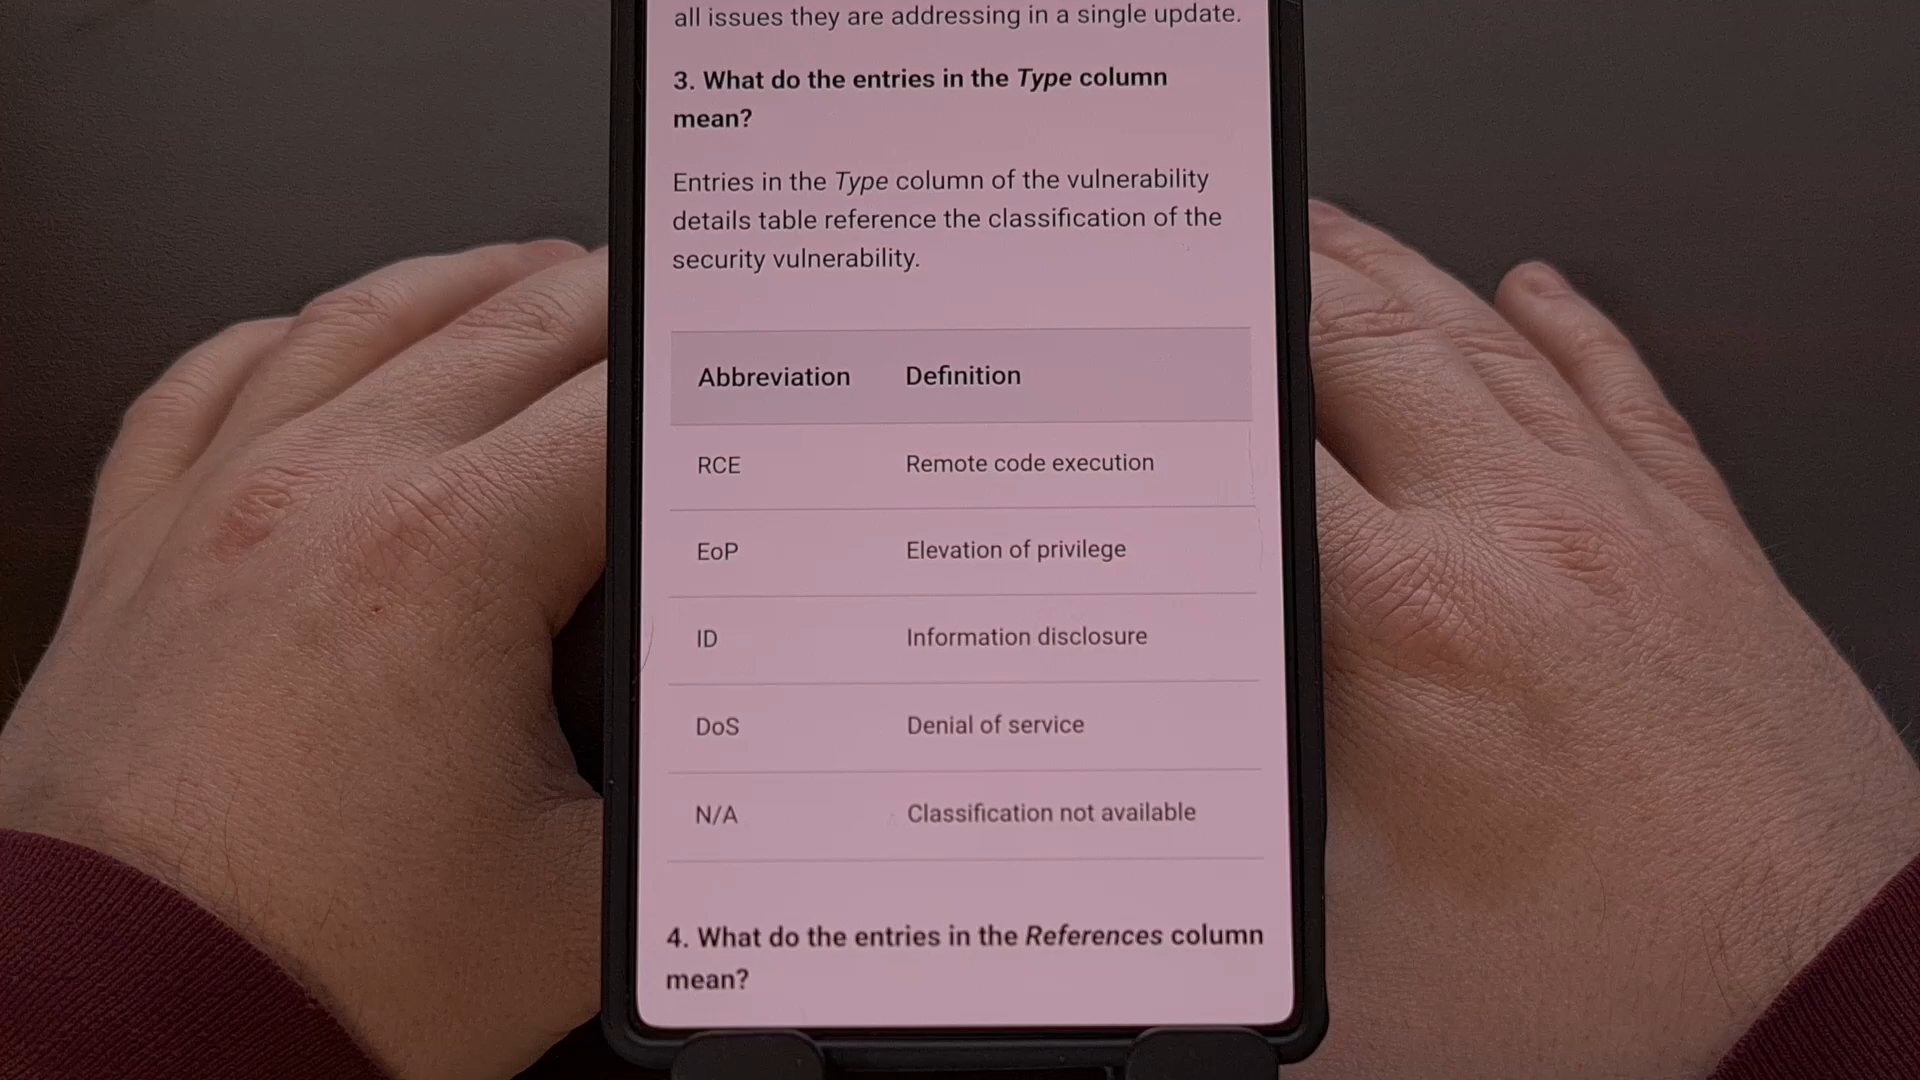 all issues they are addressing in a single update.
3. What do the entries in the Type column
mean?
Entries in the Type column of the vulnerability
details table reference the classification of the
security vulnerability.
Abbreviation Definition
RCE Remote code execution
EoP Elevation of privilege
ID Information disclosure
DoS Denial of service
N/A Classification not available
4. What do the entries in the References column
mean?